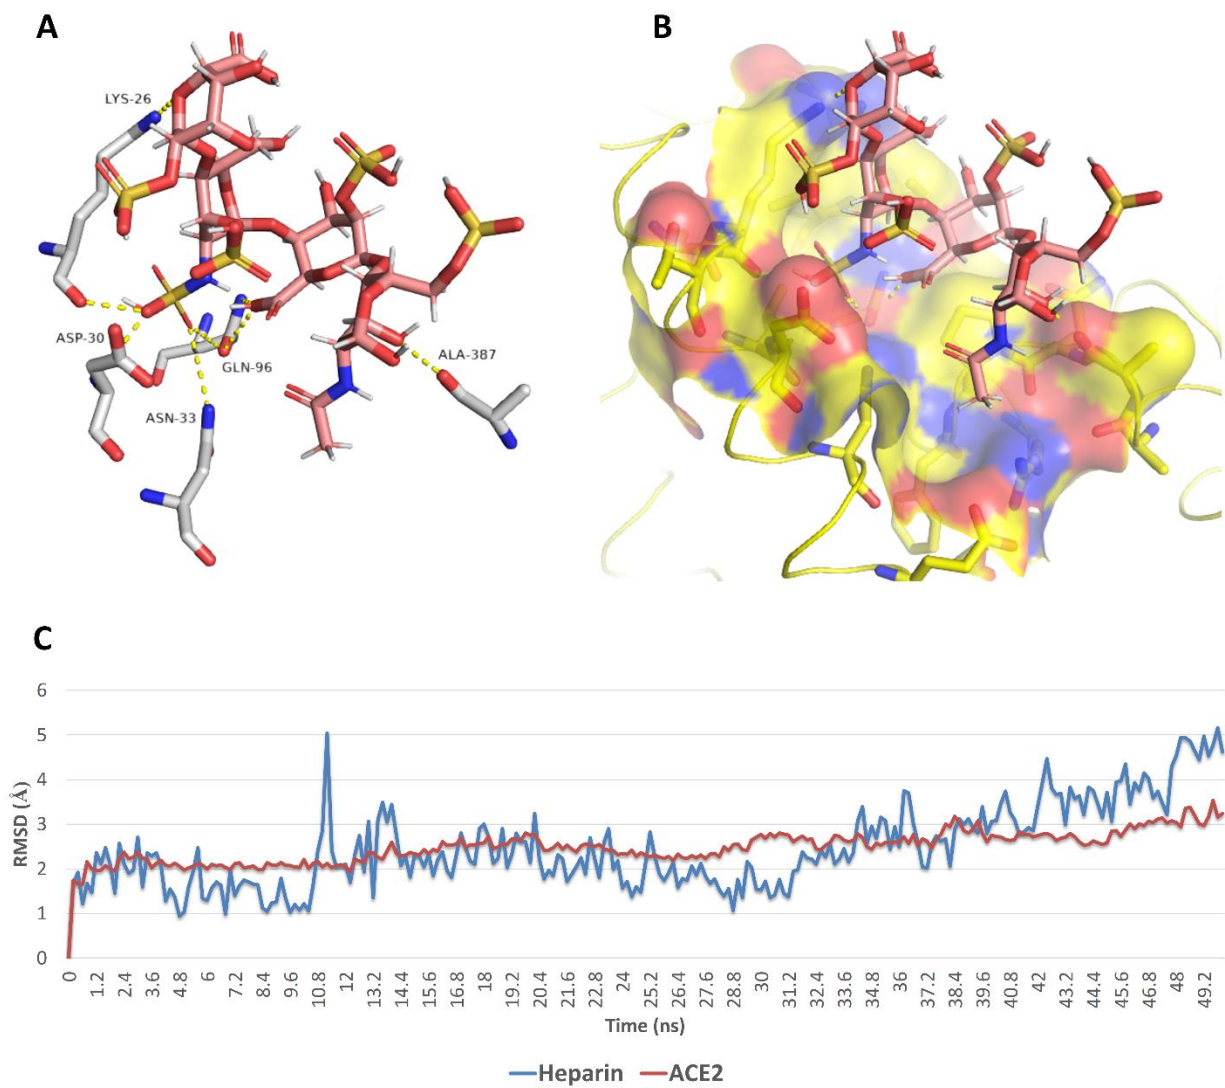 A
B
LYS-26
ASP-30
GLN-96
ALA-387
ASN-33
C
RMSD (Å)
6
5
4
3
2
1
0
0 1.2 2.4 3.6 4.8 6 7.2 8.4 9.6 10.8 12 13.2 14.4 15.6 16.8 18 19.2 20.4 21.6 22.8 24 25.2 26.4 27.6 28.8 30 31.2 32.4 33.6 34.8 36 37.2 38.4 39.6 40.8 42 43.2 44.4 45.6 46.8 48 49.2
Time (ns)
Heparin ACE2